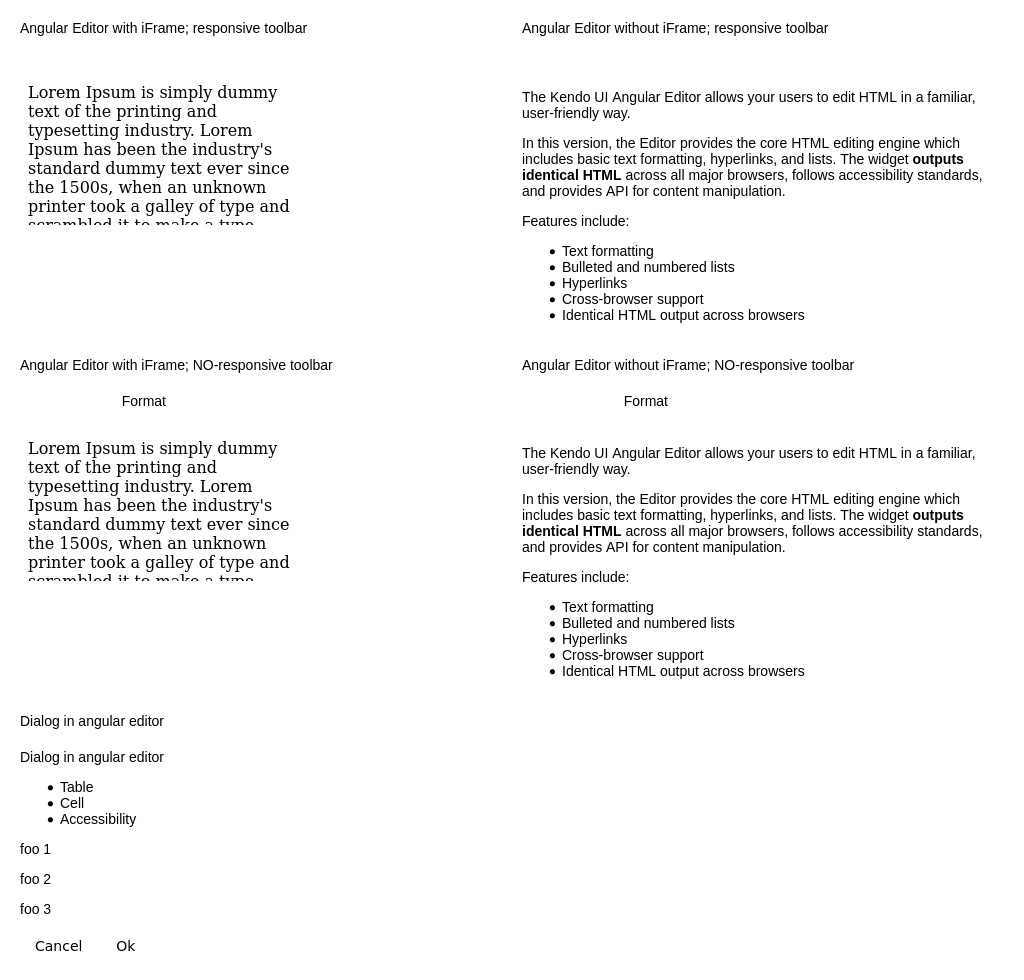 Angular Editor with iFrame; responsive toolbar
Lorem Ipsum is simply dummy
text of the printing and
typesetting industry. Lorem
Ipsum has been the industry's
standard dummy text ever since
the 1500s, when an unknown
printer took a galley of type and
scrambled it to make a type
Angular Editor without iFrame; responsive toolbar
The Kendo UI Angular Editor allows your users to edit HTML in a familiar,
user-friendly way.
In this version, the Editor provides the core HTML editing engine which
includes basic text formatting, hyperlinks, and lists. The widget outputs
identical HTML across all major browsers, follows accessibility standards,
and provides API for content manipulation.
Features include:
• Text formatting
• Bulleted and numbered lists
• Hyperlinks
• Cross-browser support
• Identical HTML output across browsers
Angular Editor with iFrame; NO-responsive toolbar
Format
Lorem Ipsum is simply dummy
text of the printing and
typesetting industry. Lorem
Ipsum has been the industry's
standard dummy text ever since
the 1500s, when an unknown
printer took a galley of type and
scrambled it to make a type
Angular Editor without iFrame; NO-responsive toolbar
Format
The Kendo UI Angular Editor allows your users to edit HTML in a familiar,
user-friendly way.
In this version, the Editor provides the core HTML editing engine which
includes basic text formatting, hyperlinks, and lists. The widget outputs
identical HTML across all major browsers, follows accessibility standards,
and provides API for content manipulation.
Features include:
• Text formatting
• Bulleted and numbered lists
• Hyperlinks
• Cross-browser support
• Identical HTML output across browsers
Dialog in angular editor
Dialog in angular editor
• Table
• Cell
• Accessibility
foo 1
foo 2
foo 3
Cancel Ok